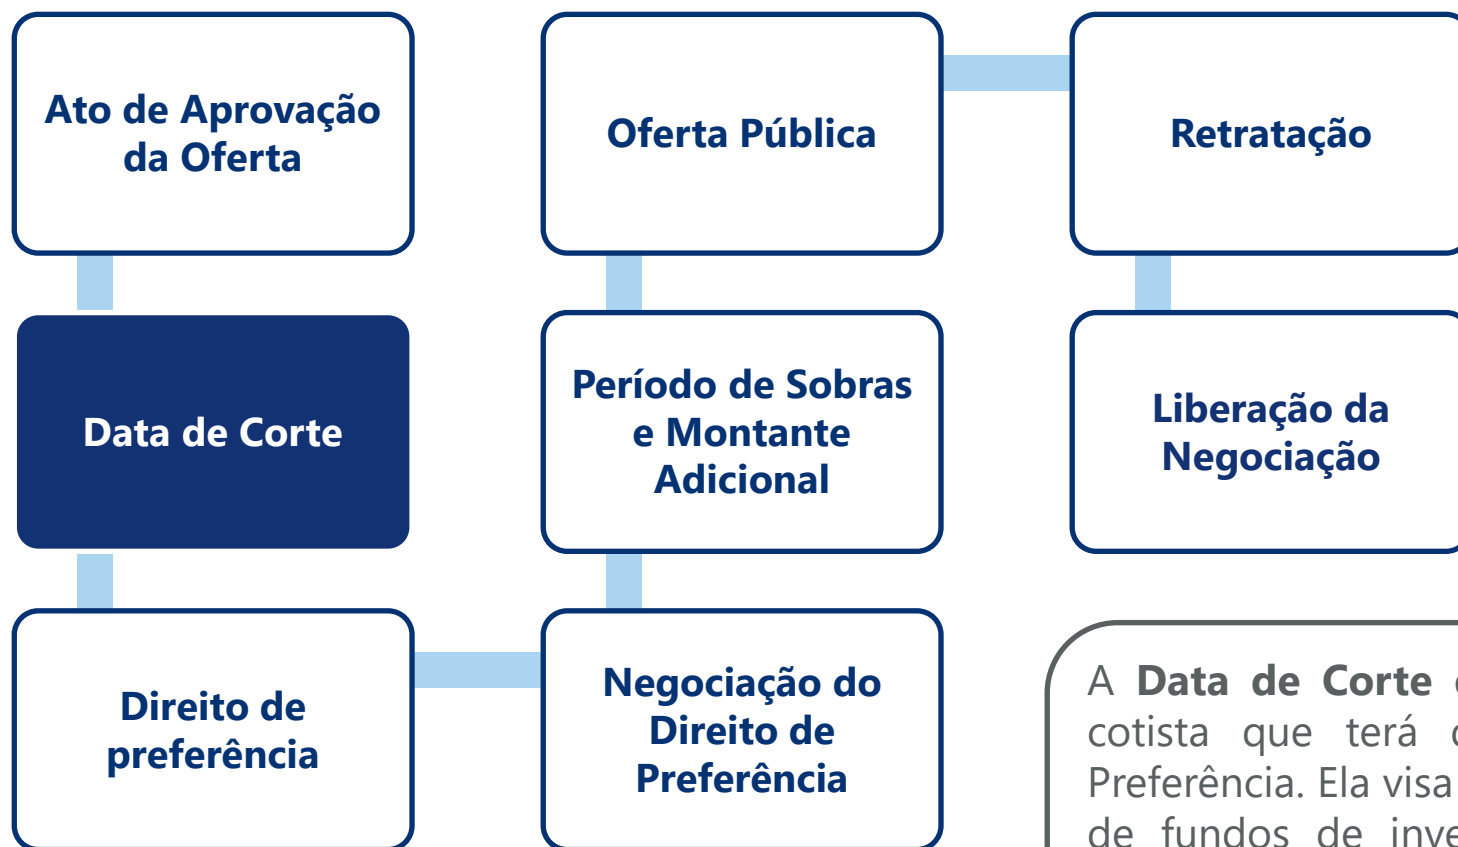 Ato de Aprovação
da Oferta
Data de Corte
Direito de
preferência
Negociação do
Direito de
Preferência
Período de Sobras
e Montante
Adicional
Oferta Pública
Retratação
Liberação da
Negociação
A Data de Corte
cotista que terá
Preferência. Ela visa
de fundos de